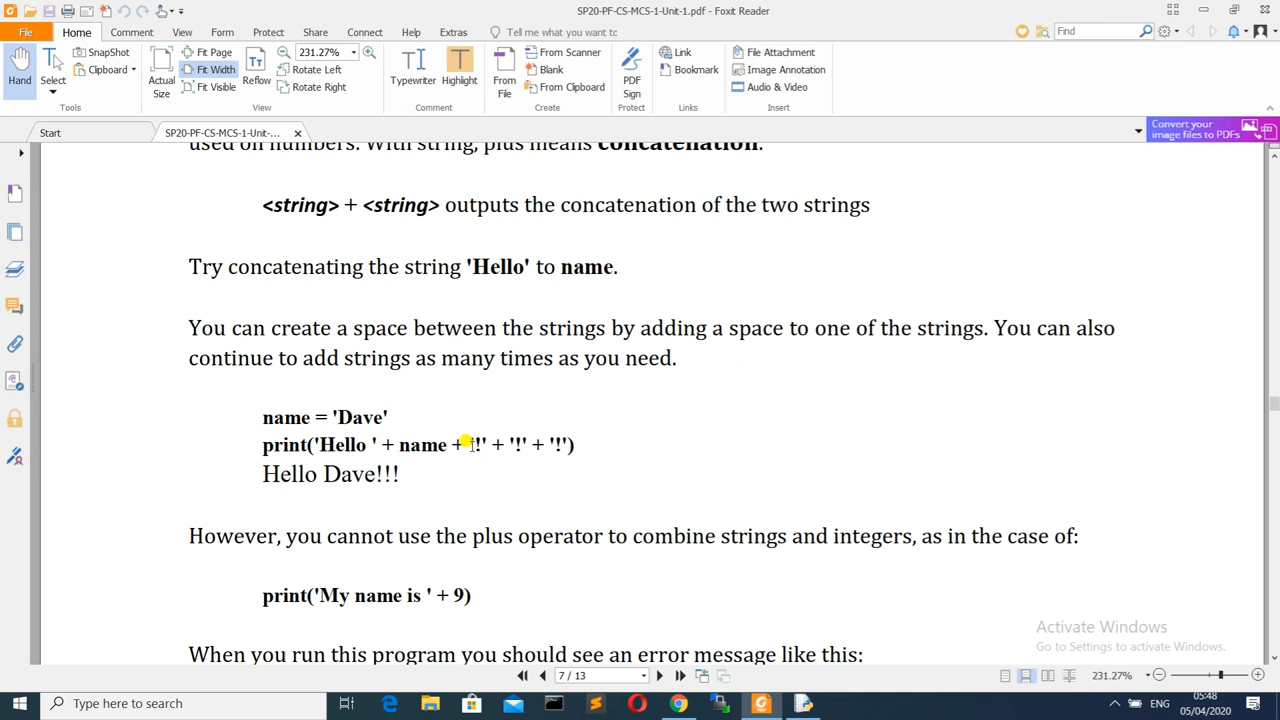 SP20-PF-CS-MCS-1-Unit-1.pdf - Foxit Reader
File Home Comment View Form Protect Share Connect Help Extras Tell me what you want tc Find
Hand
Select
SnapShot
Clipboard
Tools
Actual Size
Fit Page
Fit Width
Fit Visible
Reflow
231.27%
Rotate Left
Rotate Right
View
Typewriter
Highlight
Comment
From File
From Scanner
Blank
From Clipboard
Create
PDF Sign
Protect
Link
Bookmark
Links
File Attachment
Image Annotation
Audio & Video
Insert
Start
SP20-PF-CS-MCS-1-Unit-...
Convert your
image files to PDFs
used on numbers. With string, plus means concatenation.
<string> + <string> outputs the concatenation of the two strings
Try concatenating the string 'Hello' to name.
You can create a space between the strings by adding a space to one of the strings. You can also
continue to add strings as many times as you need.
name = 'Dave'
print('Hello ' + name + '!' + '!' + '!')
Hello Dave!!!
However, you cannot use the plus operator to combine strings and integers, as in the case of:
print('My name is ' + 9)
When you run this program you should see an error message like this:
Activate Windows
Go to Settings to activate Windows.
7 / 13
231.27%
Type here to search
ENG
05:48
05/04/2020